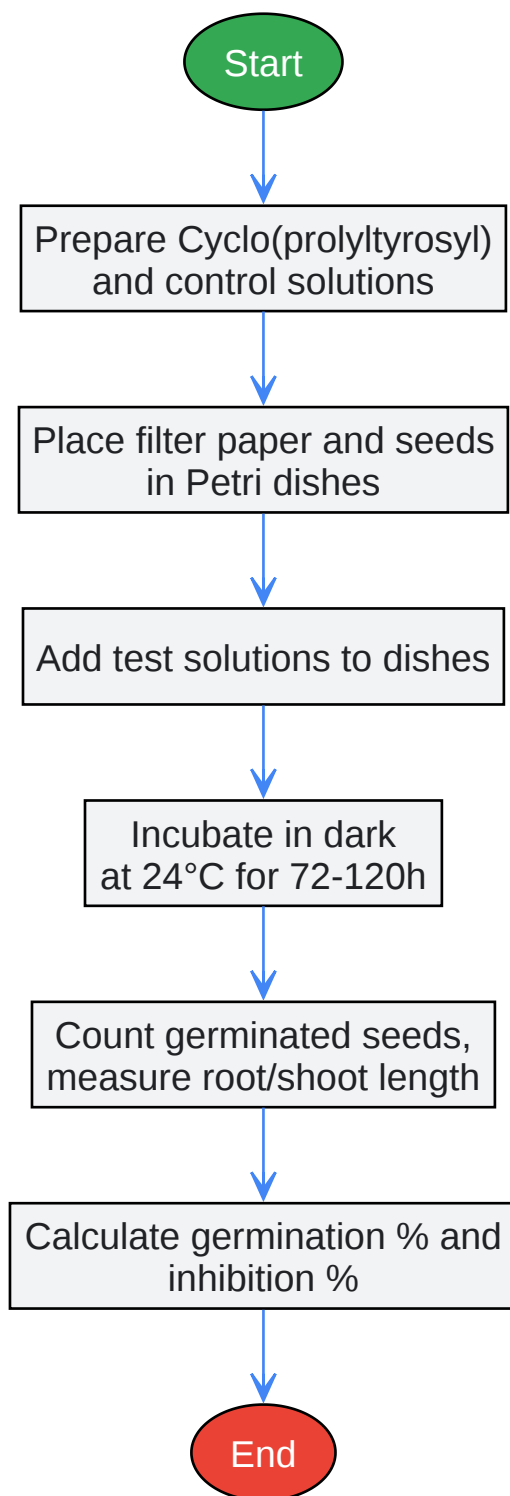 Start
Prepare Cyclo(prolyltyrosyl)
and control solutions
Place filter paper and seeds
in Petri dishes
Add test solutions to dishes
Incubate in dark
at 24°C for 72-120h
Count germinated seeds,
measure root/shoot length
Calculate germination % and
inhibition %
End